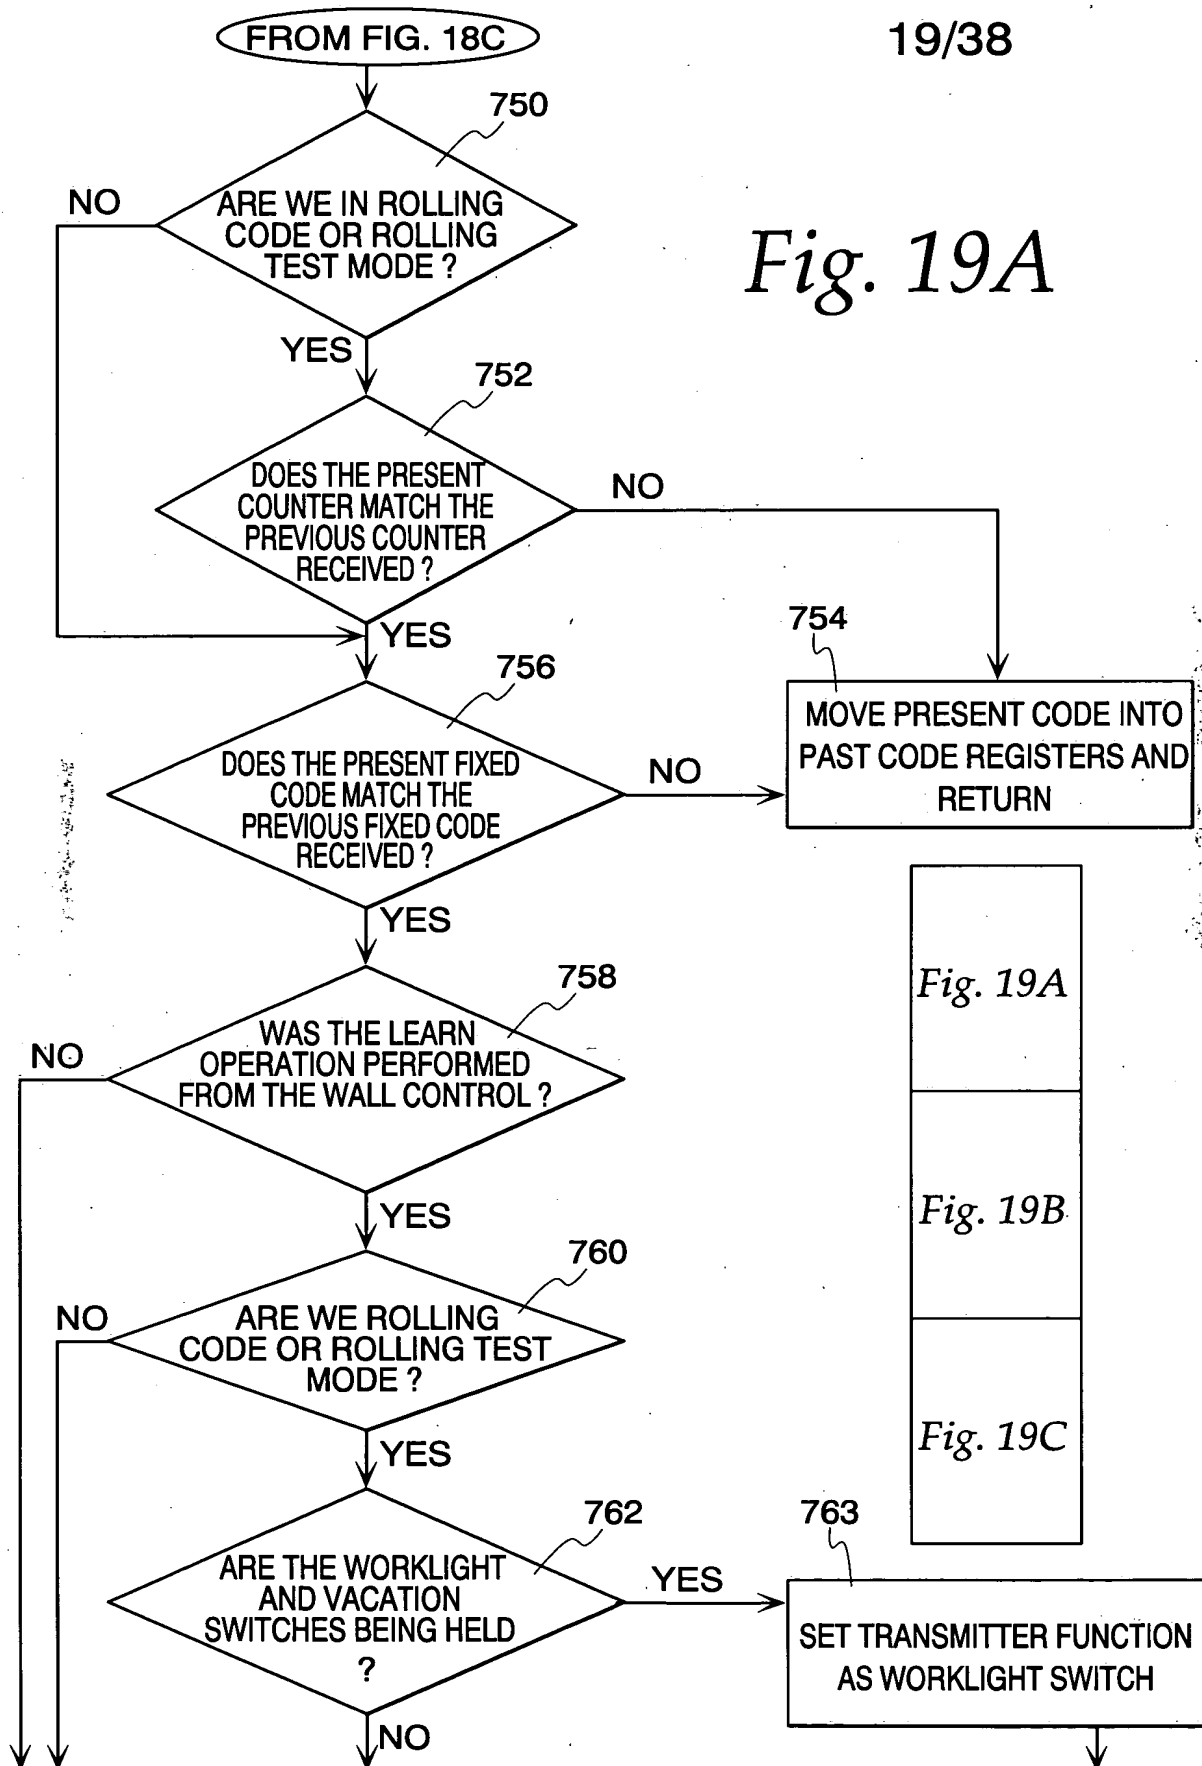 FROM FIG. 18C
19/38
750
NO
ARE WE IN ROLLING
CODE OR ROLLING
TEST MODE ?
Fig. 19A
YES
752
DOES THE PRESENT
COUNTER MATCH THE
PREVIOUS COUNTER
RECEIVED ?
NO
YES
754
756
MOVE PRESENT CODE INTO
PAST CODE REGISTERS AND
RETURN
DOES THE PRESENT FIXED
CODE MATCH THE
PREVIOUS FIXED CODE
RECEIVED ?
NO
YES
758
NO
WAS THE LEARN
OPERATION PERFORMED
FROM THE WALL CONTROL ?
Fig. 19A
YES
760
Fig. 19B
NO
ARE WE ROLLING
CODE OR ROLLING TEST
MODE ?
Fig. 19C
YES
762
763
ARE THE WORKLIGHT
AND VACATION
SWITCHES BEING HELD
?
YES
SET TRANSMITTER FUNCTION
AS WORKLIGHT SWITCH
NO